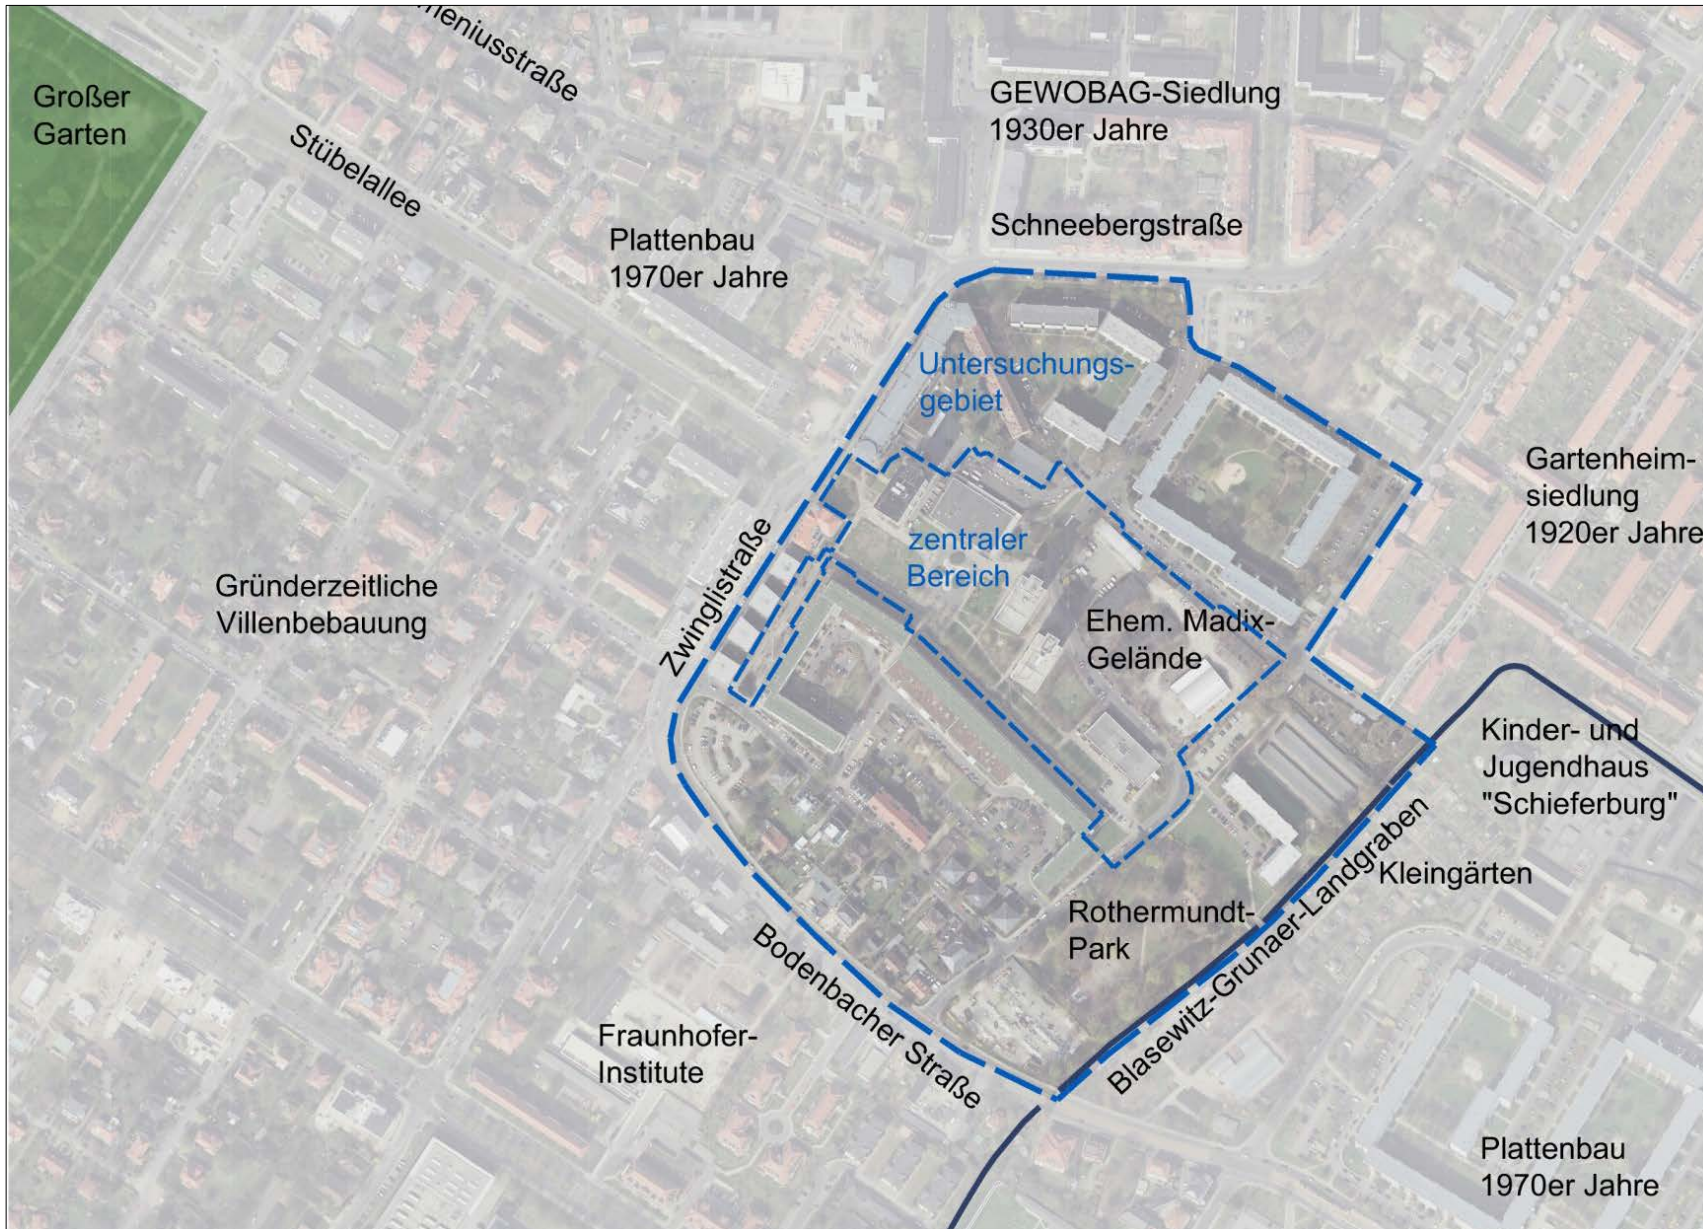 meniusstraße
Großer
Garten
Stübelallee
GEWOBAG-Siedlung
1930er Jahre
Schneebergstraße
Plattenbau
1970er Jahre
Untersuchungs-
gebiet
Gartenheim-
siedlung
1920er Jahre
zentraler
Bereich
Zwinglistraße
Gründerzeitliche
Villenbebauung
Ehem. Madix-
Gelände
Kinder- und
Jugendhaus
"Schieferburg"
Kleingärten
Rothermundt-
Park
Blasewitz-Grunaer-Landgraben
Bodenbacher Straße
Fraunhofer-
Institute
Plattenbau
1970er Jahre